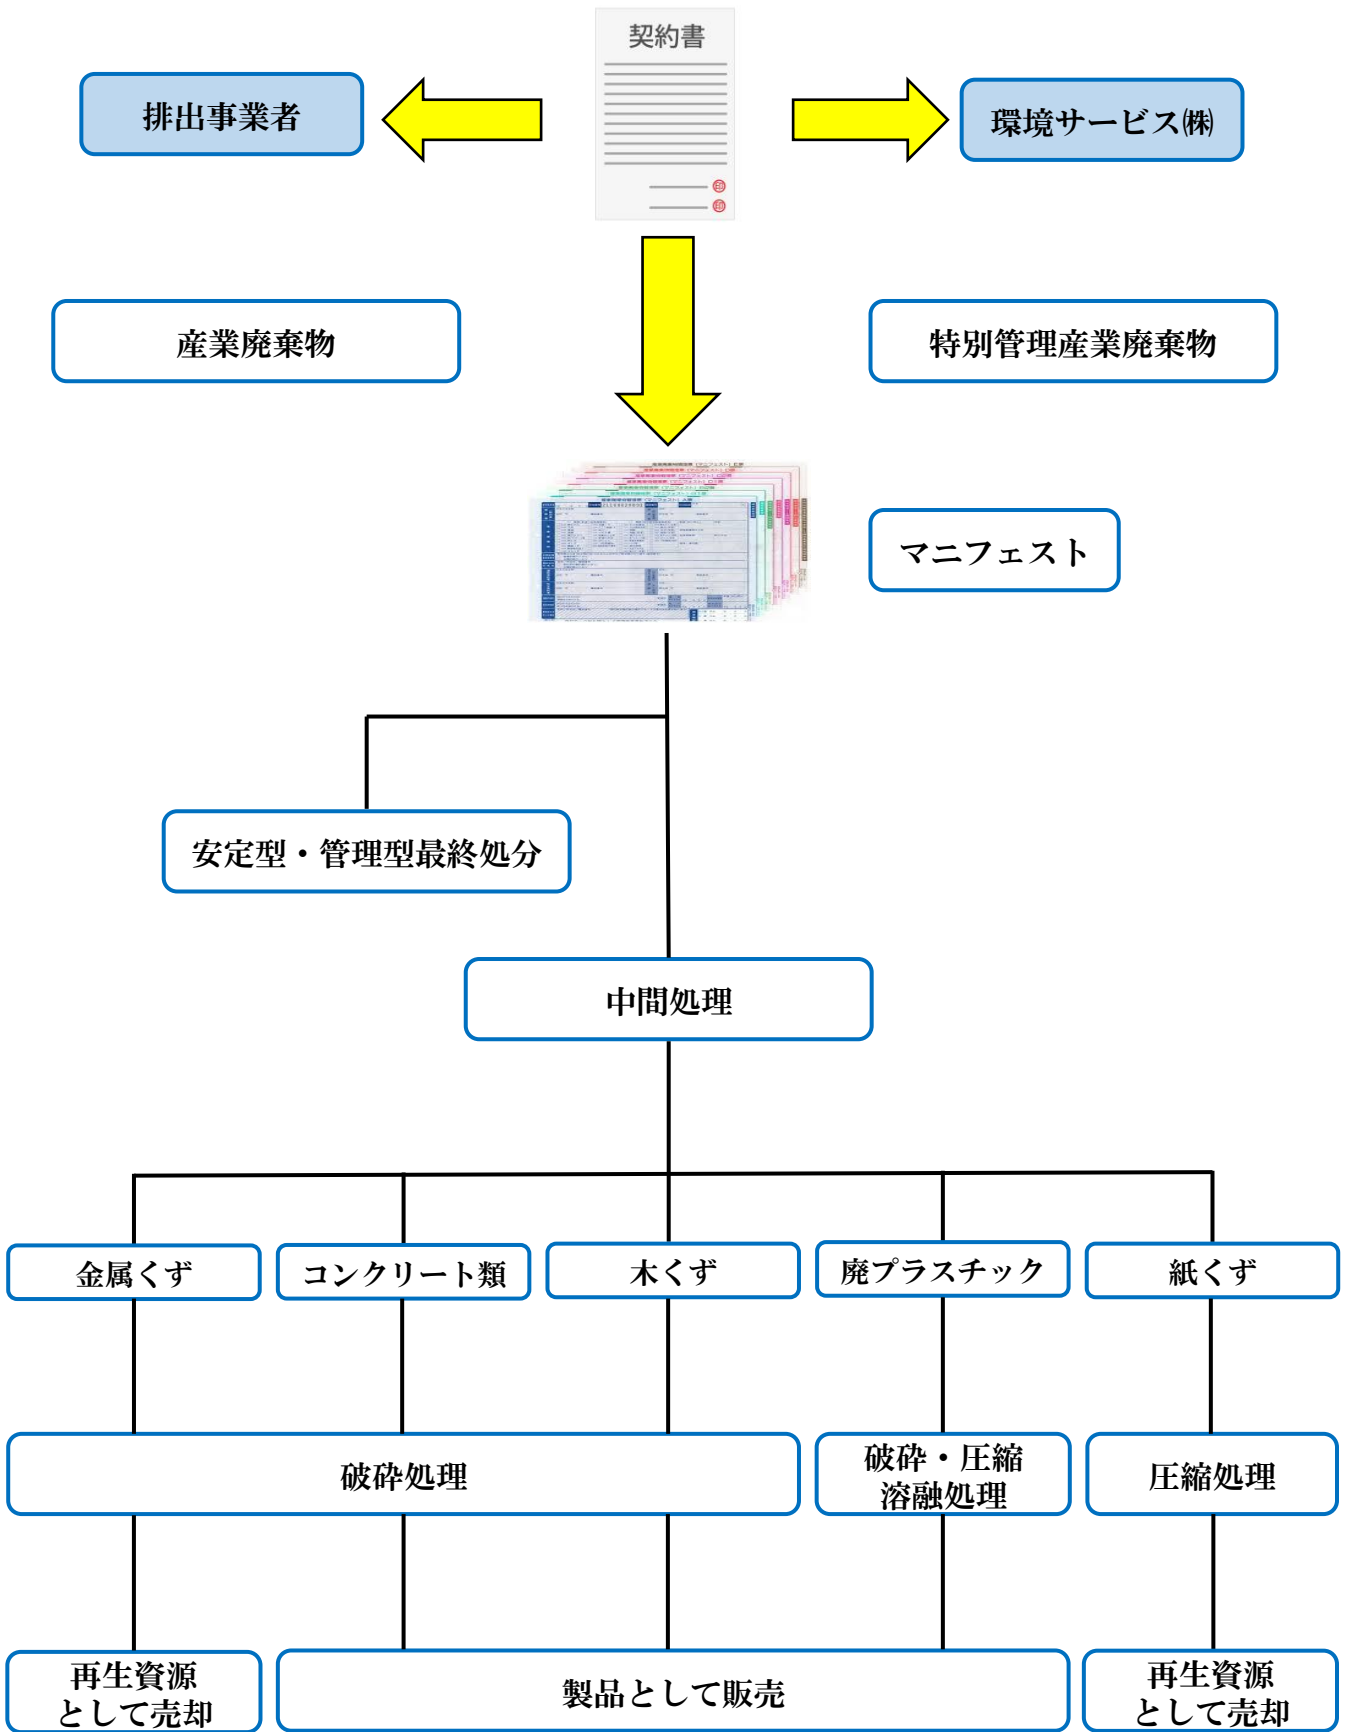 契約書
排出事業者
環境サービス㈱
産業廃棄物
特別管理産業廃棄物
マニフェスト
安定型・管理型最終処分
中間処理
金属くず
コンクリート類
木くず
廃プラスチック
紙くず
破砕処理
破砕・圧縮
溶融処理
圧縮処理
再生資源
として売却
製品として販売
再生資源
として売却